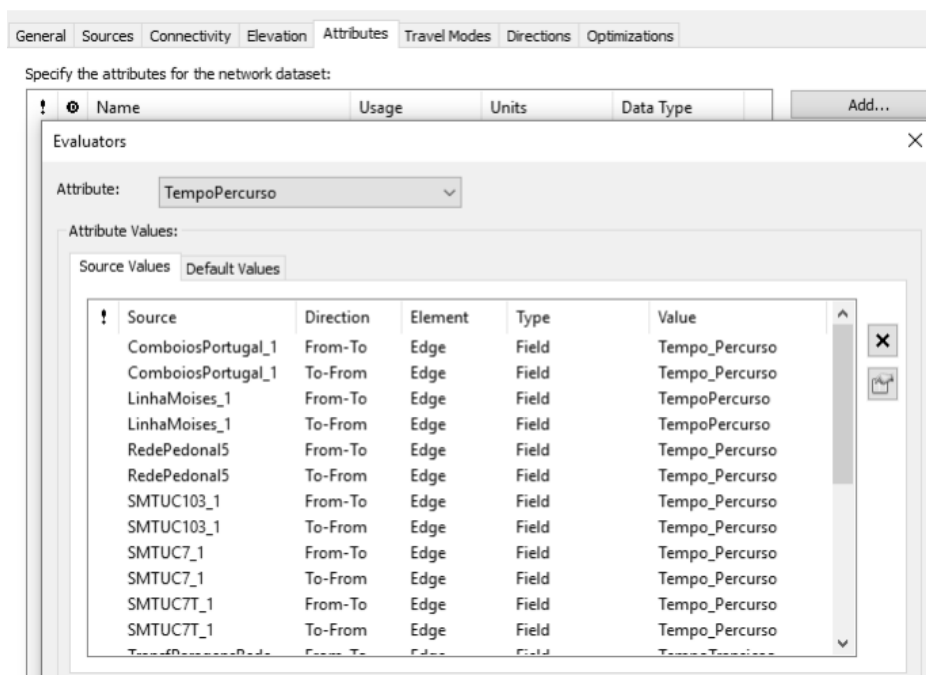 General Sources Connectivity Elevation Attributes Travel Modes Directions Optimizations
Specify the attributes for the network dataset:
! Name Usage Units Data Type Add...
Evaluators
Attribute: TempoPercurso
Attribute Values:
Source Values Default Values
! Source Direction Element Type Value
ComboiosPortugal_1 From-To Edge Field Tempo_Percurso
ComboiosPortugal_1 To-From Edge Field Tempo_Percurso
LinhaMoises_1 From-To Edge Field TempoPercurso
LinhaMoises_1 To-From Edge Field TempoPercurso
RedePedonal5 From-To Edge Field Tempo_Percurso
RedePedonal5 To-From Edge Field Tempo_Percurso
SMTUC103_1 From-To Edge Field Tempo_Percurso
SMTUC103_1 To-From Edge Field Tempo_Percurso
SMTUC7_1 From-To Edge Field Tempo_Percurso
SMTUC7_1 To-From Edge Field Tempo_Percurso
SMTUC7T_1 From-To Edge Field Tempo_Percurso
SMTUC7T_1 To-From Edge Field Tempo_Percurso
From-To Edge Field